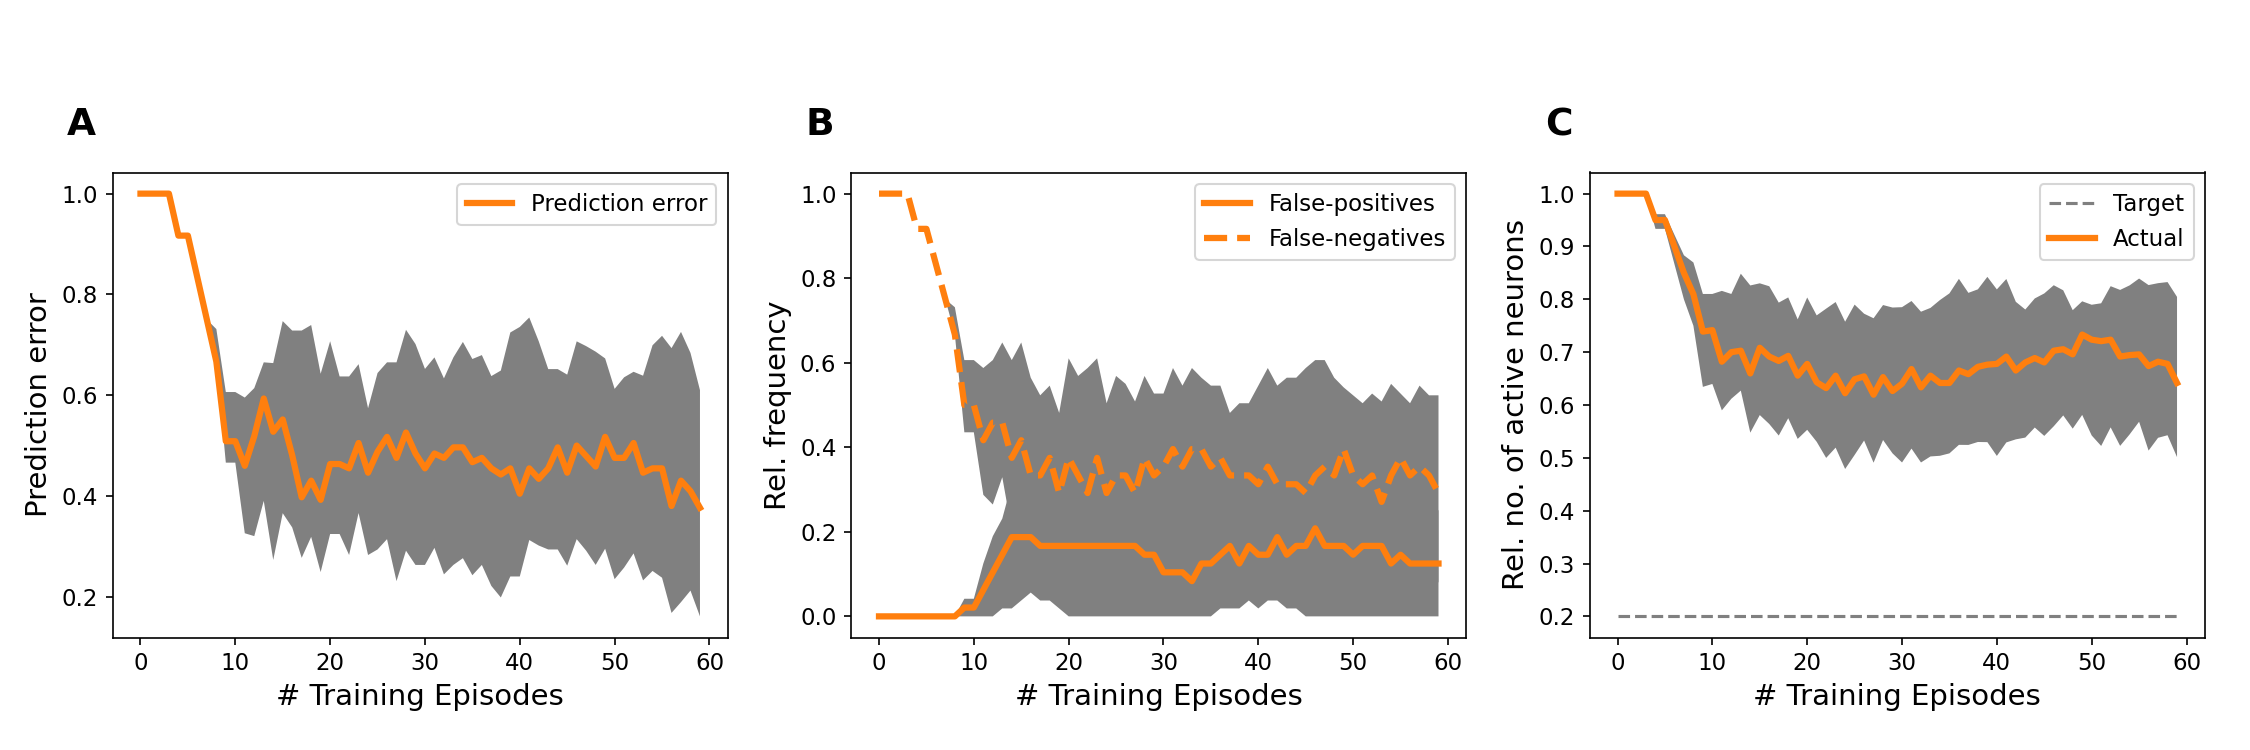 A
Prediction error
1.0
0.8
0.6
0.4
0.2
0 10 20 30 40 50 60
# Training Episodes
Prediction error
B
Rel. frequency
1.0
0.8
0.6
0.4
0.2
0.0
0 10 20 30 40 50 60
# Training Episodes
False-positives
False-negatives
C
Rel. no. of active neurons
1.0
0.9
0.8
0.7
0.6
0.5
0.4
0.3
0.2
0 10 20 30 40 50 60
# Training Episodes
Target
Actual